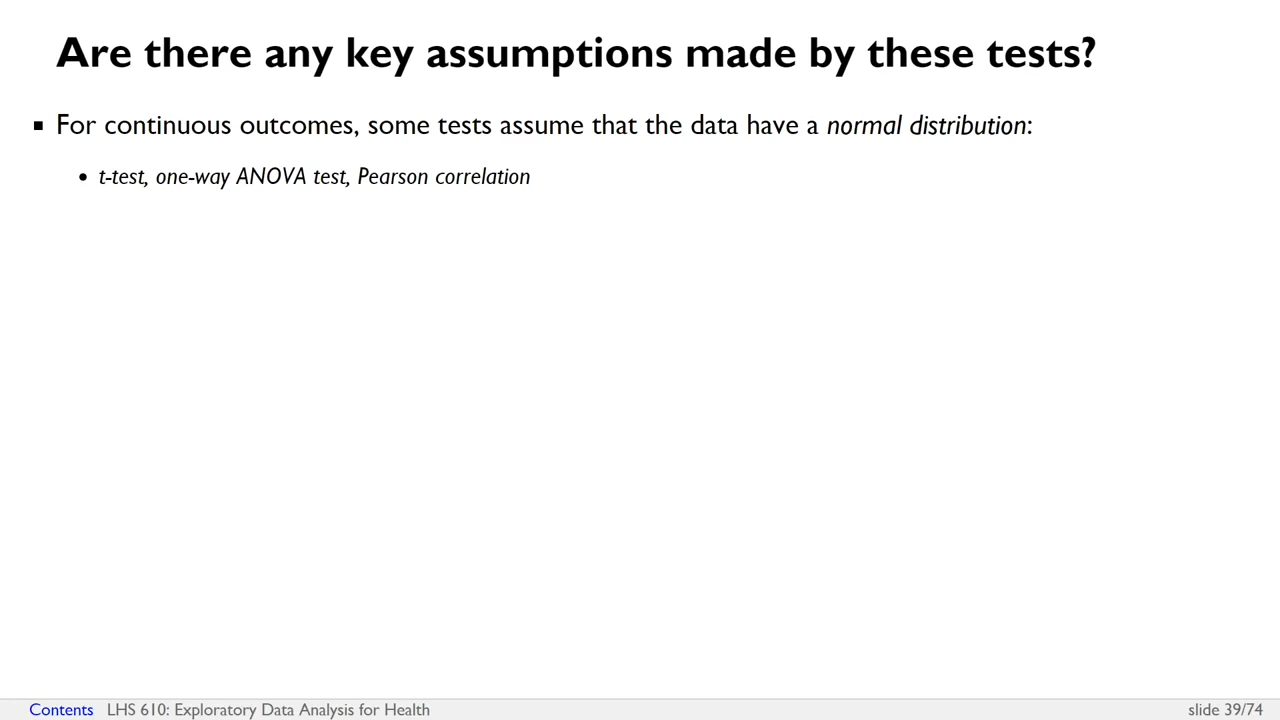 Are there any key assumptions made by these tests?
▪ For continuous outcomes, some tests assume that the data have a normal distribution:
• t-test, one-way ANOVA test, Pearson correlation
Contents LHS 610: Exploratory Data Analysis for Health slide 39/74